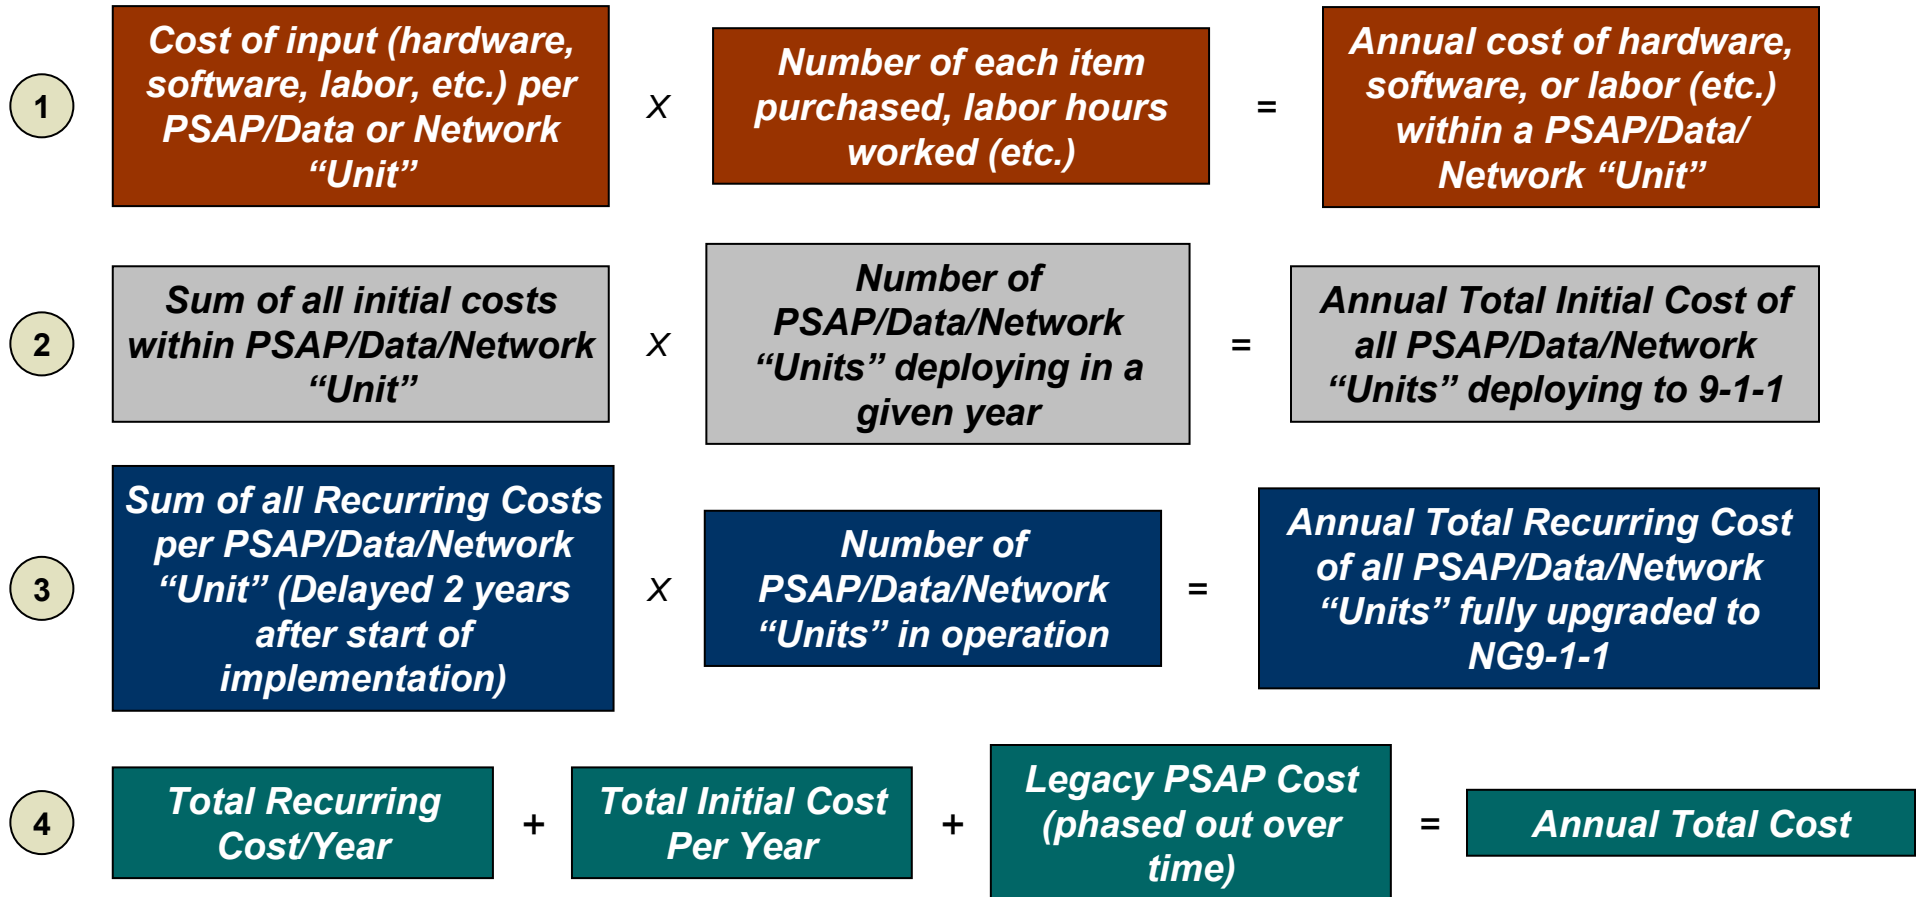 1
Cost of input (hardware,
software, labor, etc.) per
PSAP/Data or Network
“Unit”
X
Number of each item
purchased, labor hours
worked (etc.)
=
Annual cost of hardware,
software, or labor (etc.)
within a PSAP/Data/
Network “Unit”
2
Sum of all initial costs
within PSAP/Data/Network
“Unit”
X
Number of
PSAP/Data/Network
“Units” deploying in a
given year
=
Annual Total Initial Cost of
all PSAP/Data/Network
“Units” deploying to 9-1-1
3
Sum of all Recurring Costs
per PSAP/Data/Network
“Unit” (Delayed 2 years
after start of
implementation)
X
Number of
PSAP/Data/Network
“Units” in operation
=
Annual Total Recurring Cost
of all PSAP/Data/Network
“Units” fully upgraded to
NG9-1-1
4
Total Recurring
Cost/Year
+
Total Initial Cost
Per Year
+
Legacy PSAP Cost
(phased out over
time)
=
Annual Total Cost